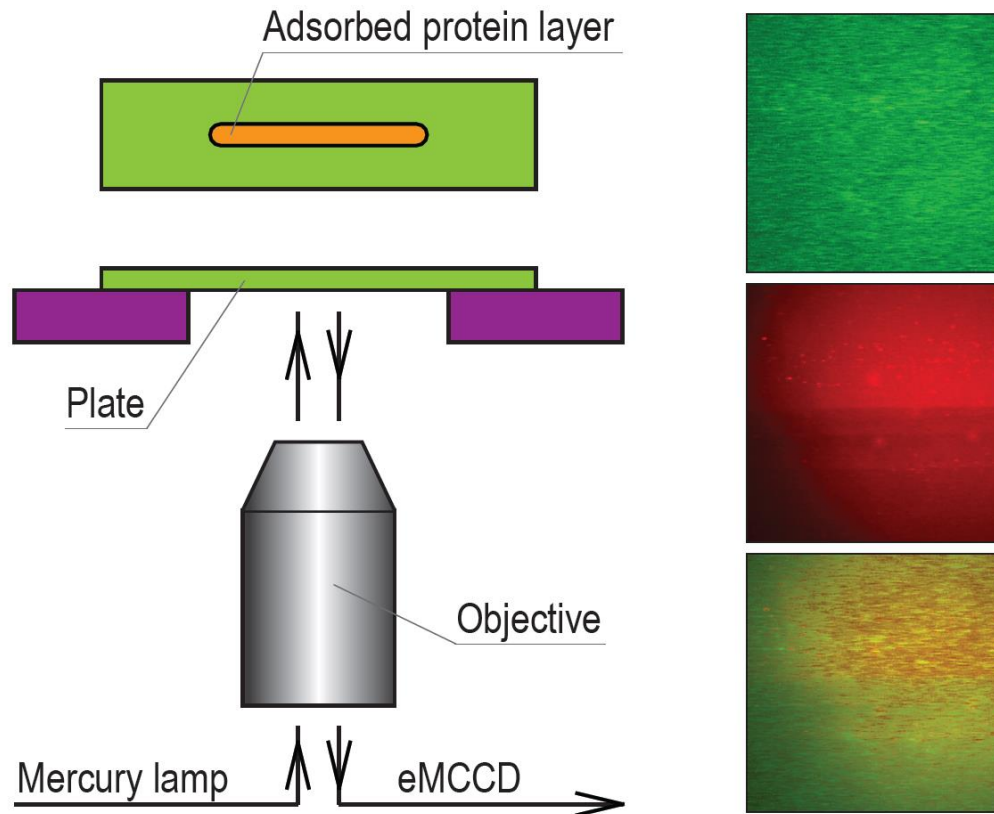 Adsorbed protein layer
Plate
Objective
Mercury lamp
eMCCD